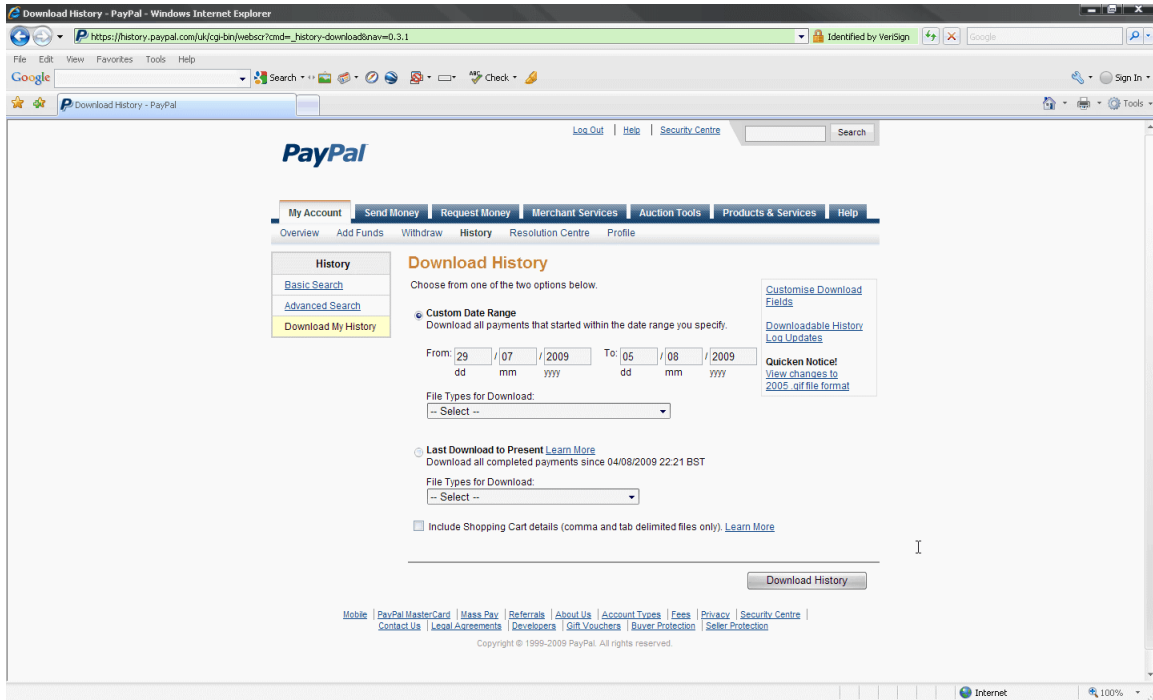 Download History - PayPal - Windows Internet Explorer
https://history.paypal.com/uk/cgi-bin/webscr?cmd=_history-download&nav=0.3.1
Identified by VeriSign
Google
File Edit View Favorites Tools Help
Google
Search
ABC Check
Sign In
Download History - PayPal
Tools
Log Out | Help | Security Centre
Search
PayPal
My Account Send Money Request Money Merchant Services Auction Tools Products & Services Help
Overview Add Funds Withdraw History Resolution Centre Profile
History
Basic Search
Advanced Search
Download My History
Download History
Choose from one of the two options below.
Custom Date Range
Download all payments that started within the date range you specify.
From: 29 / 07 / 2009 To: 05 / 08 / 2009
dd mm yyyy dd mm yyyy
File Types for Download:
-- Select --
Last Download to Present Learn More
Download all completed payments since 04/08/2009 22:21 BST
File Types for Download:
-- Select --
Include Shopping Cart details (comma and tab delimited files only). Learn More
Customise Download
Fields
Downloadable History
Log Updates
Quicken Notice!
View changes to
2005 .qif file format
Download History
Mobile | PayPal MasterCard | Mass Pay | Referrals | About Us | Account Types | Fees | Privacy | Security Centre |
Contact Us | Legal Agreements | Developers | Gift Vouchers | Buyer Protection | Seller Protection
Copyright © 1999-2009 PayPal. All rights reserved.
Internet
100%